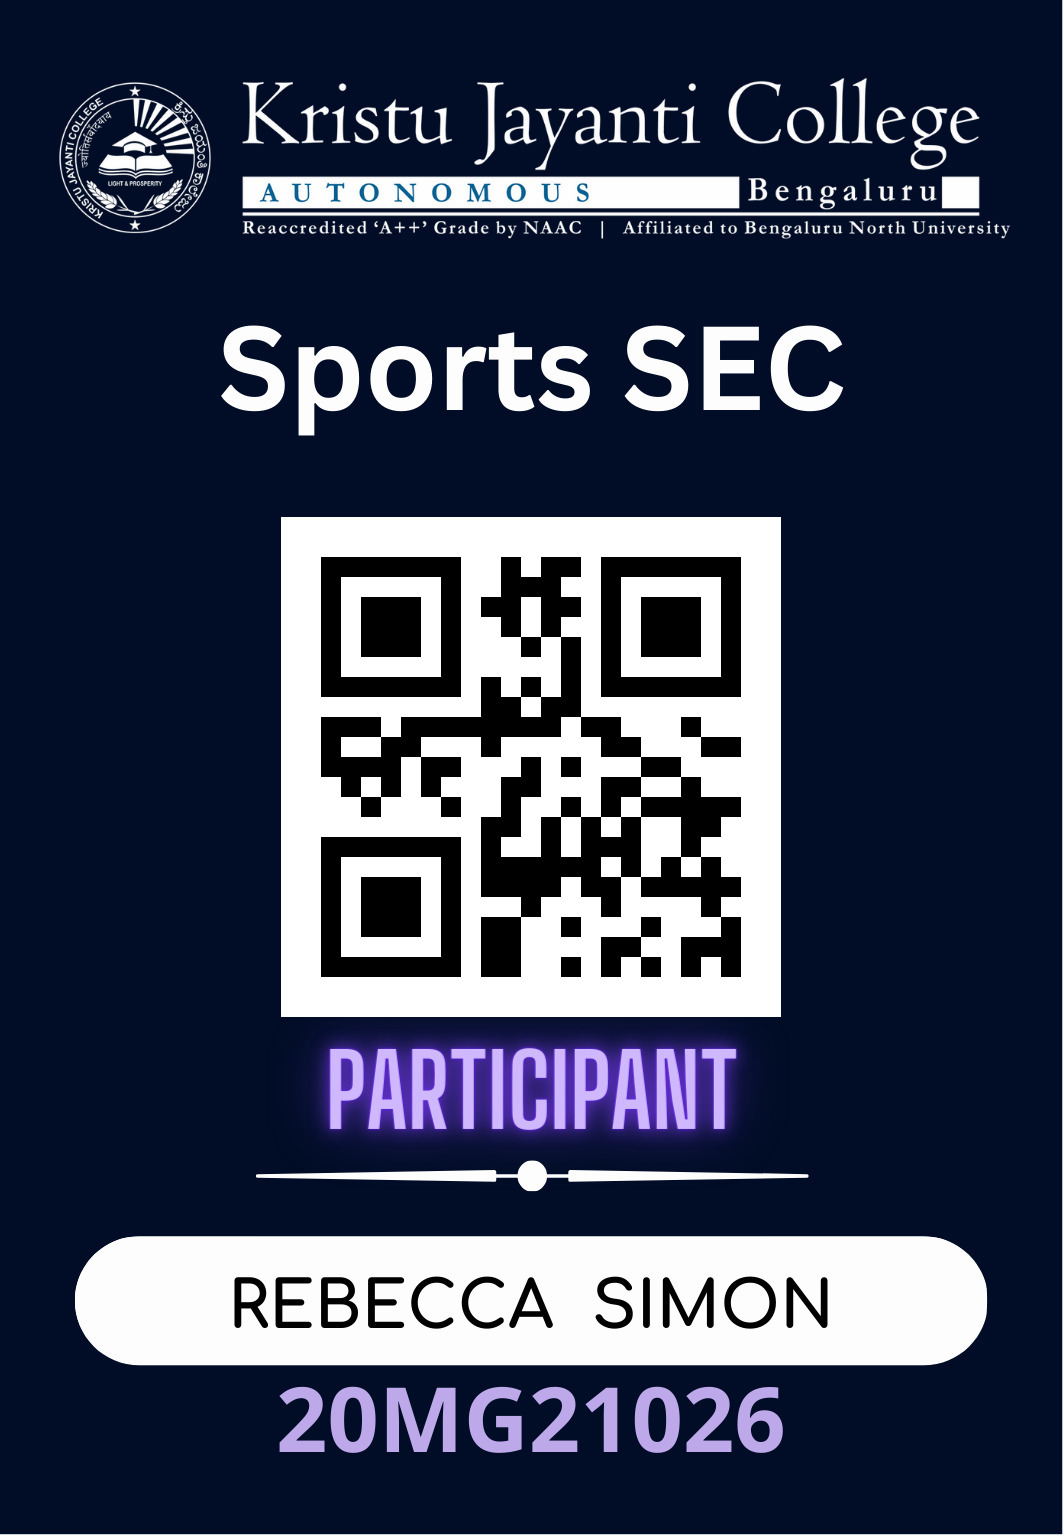 KRISTU JAYANTI COLLEGE
ಕ್ರಿಸ್ತು ಜಯಂತಿ ಕಾಲೇಜು
LIGHT & PROSPERITY
Kristu Jayanti College
AUTONOMOUS Bengaluru
Reaccredited ‘A++’ Grade by NAAC | Affiliated to Bengaluru North University
Sports SEC
PARTICIPANT
REBECCA SIMON
20MG21026